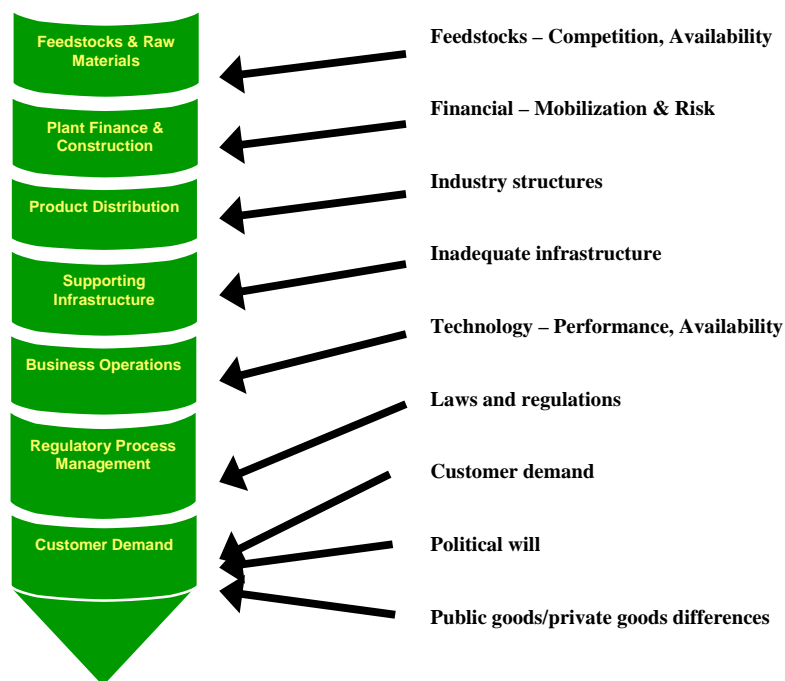 Feedstocks & Raw
Materials
Feedstocks – Competition, Availability
Plant Finance &
Construction
Financial – Mobilization & Risk
Product Distribution
Industry structures
Supporting
Infrastructure
Inadequate infrastructure
Business Operations
Technology – Performance, Availability
Regulatory Process
Management
Laws and regulations
Customer Demand
Customer demand
Political will
Public goods/private goods differences